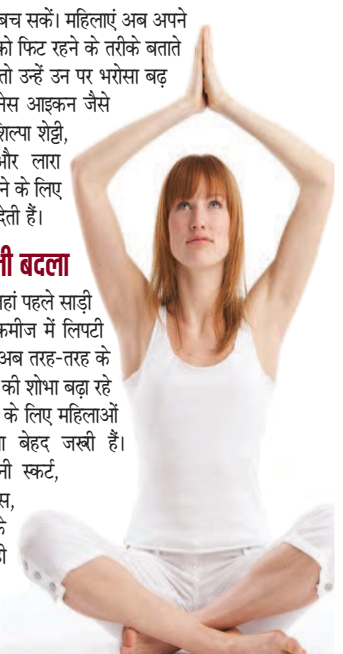 बच सकें। महिलाएं अब अपने
को फिट रहने के तरीके बताते
तो उन्हें उन पर भरोसा बढ़
नेस आइकन जैसे
शिल्पा शेट्टी,
और लारा
ने के लिए
देती हैं।
बदला
हां पहले साड़ी
कमीज में लिपटी
अब तरह-तरह के
की शोभा बढ़ा रहे
के लिए महिलाओं
बेहद जरूरी हैं।
नी स्कर्ट,
स,
के